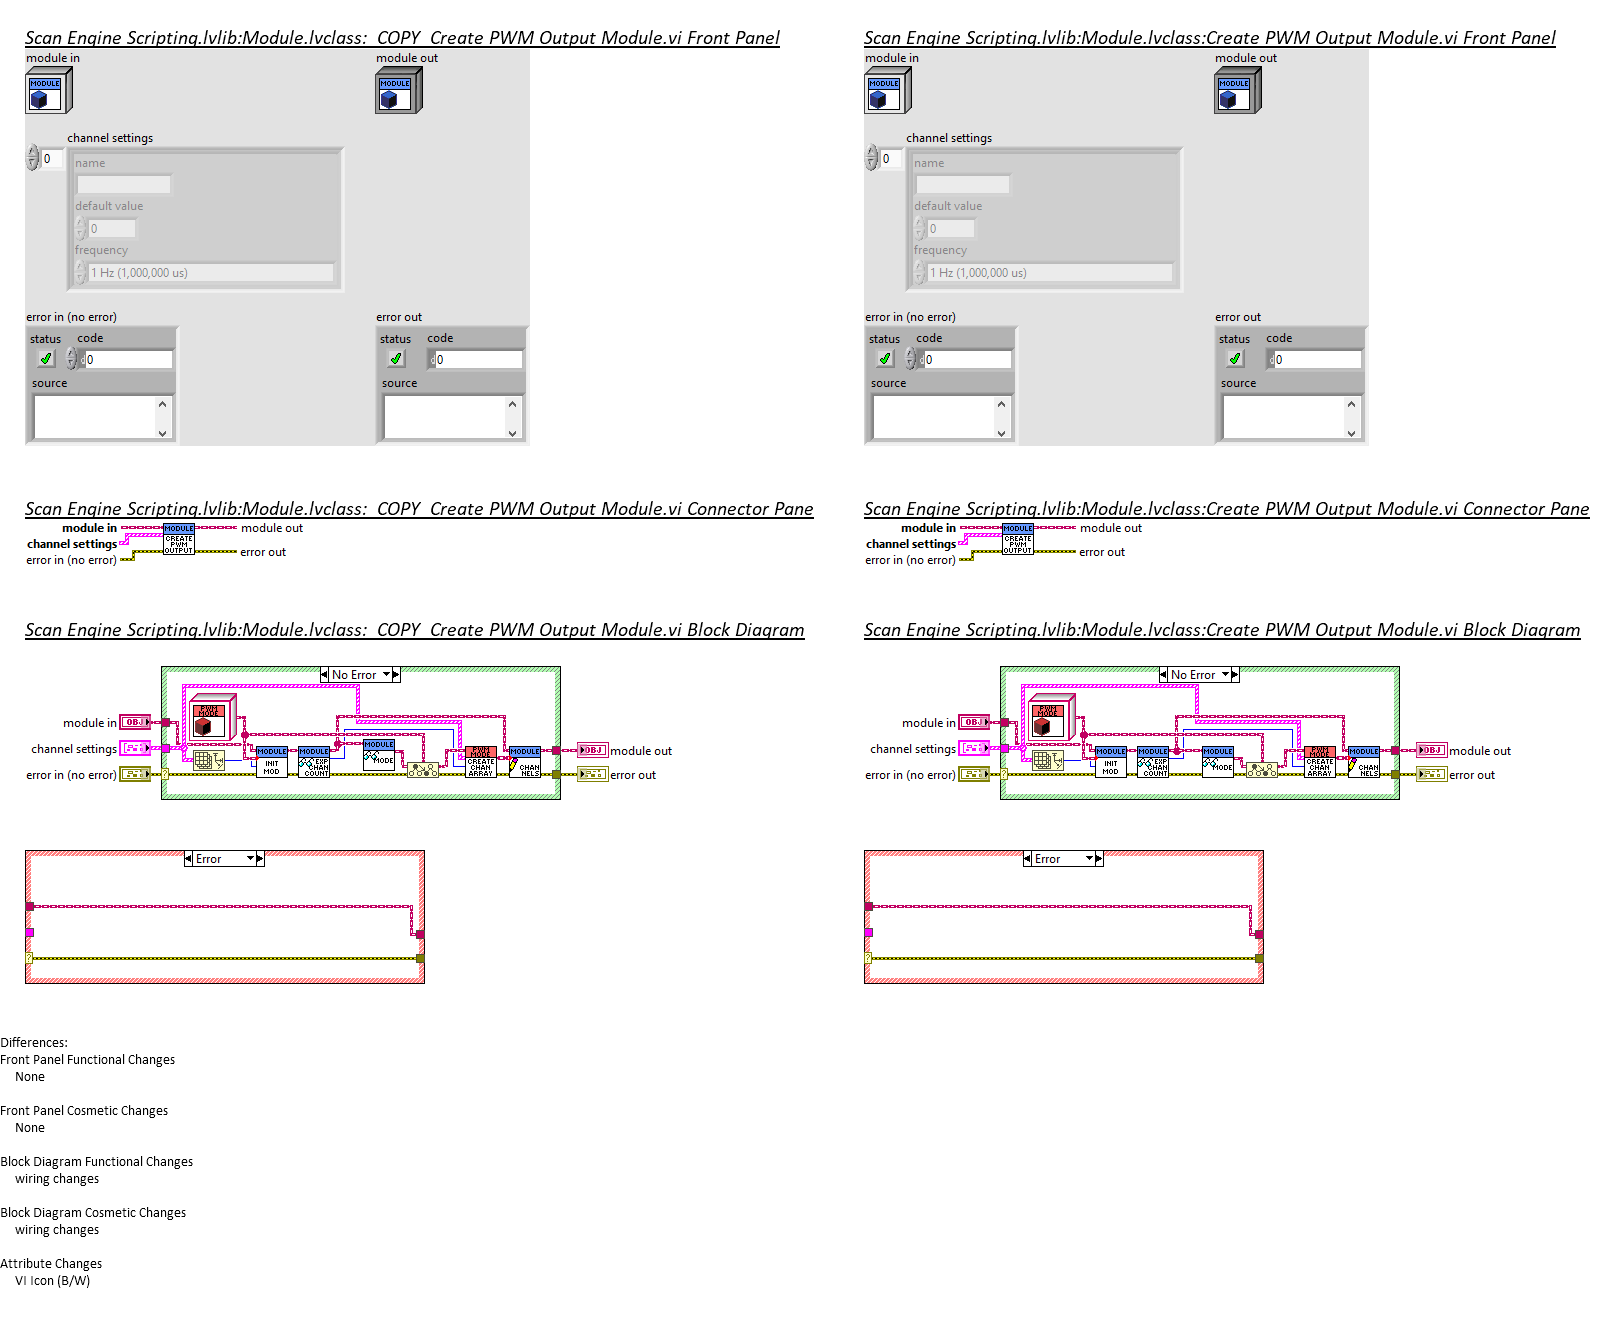 Scan Engine Scripting.lvlib:Module.lvclass:_COPY_Create PWM Output Module.vi Front Panel
module in
module out
MODULE
MODULE
channel settings
0
name
default value
0
frequency
1 Hz (1,000,000 us)
error in (no error)
error out
status code
status code
d0
d0
source
source
Scan Engine Scripting.lvlib:Module.lvclass:Create PWM Output Module.vi Front Panel
module in
module out
MODULE
MODULE
channel settings
0
name
default value
0
frequency
1 Hz (1,000,000 us)
error in (no error)
error out
status code
status code
d0
d0
source
source
Scan Engine Scripting.lvlib:Module.lvclass:_COPY_Create PWM Output Module.vi Connector Pane
module in
channel settings
error in (no error)
MODULE
CREATE
PWM
OUTPUT
module out
error out
Scan Engine Scripting.lvlib:Module.lvclass:Create PWM Output Module.vi Connector Pane
module in
channel settings
error in (no error)
MODULE
CREATE
PWM
OUTPUT
module out
error out
Scan Engine Scripting.lvlib:Module.lvclass:_COPY_Create PWM Output Module.vi Block Diagram
No Error
module in
channel settings
error in (no error)
OBJ
?
PWM
MODE
MODULE
INIT
MOD
MODULE
EXP
CHAN
COUNT
MODULE
MODE
PWM
MODE
CREATE
CHAN
ARRAY
MODULE
CHAN
NELS
OBJ
module out
error out
Error
?
Scan Engine Scripting.lvlib:Module.lvclass:Create PWM Output Module.vi Block Diagram
No Error
module in
channel settings
error in (no error)
OBJ
?
PWM
MODE
MODULE
INIT
MOD
MODULE
EXP
CHAN
COUNT
MODULE
MODE
PWM
MODE
CREATE
CHAN
ARRAY
MODULE
CHAN
NELS
OBJ
module out
error out
Error
?
Differences:
Front Panel Functional Changes
None
Front Panel Cosmetic Changes
None
Block Diagram Functional Changes
wiring changes
Block Diagram Cosmetic Changes
wiring changes
Attribute Changes
VI Icon (B/W)